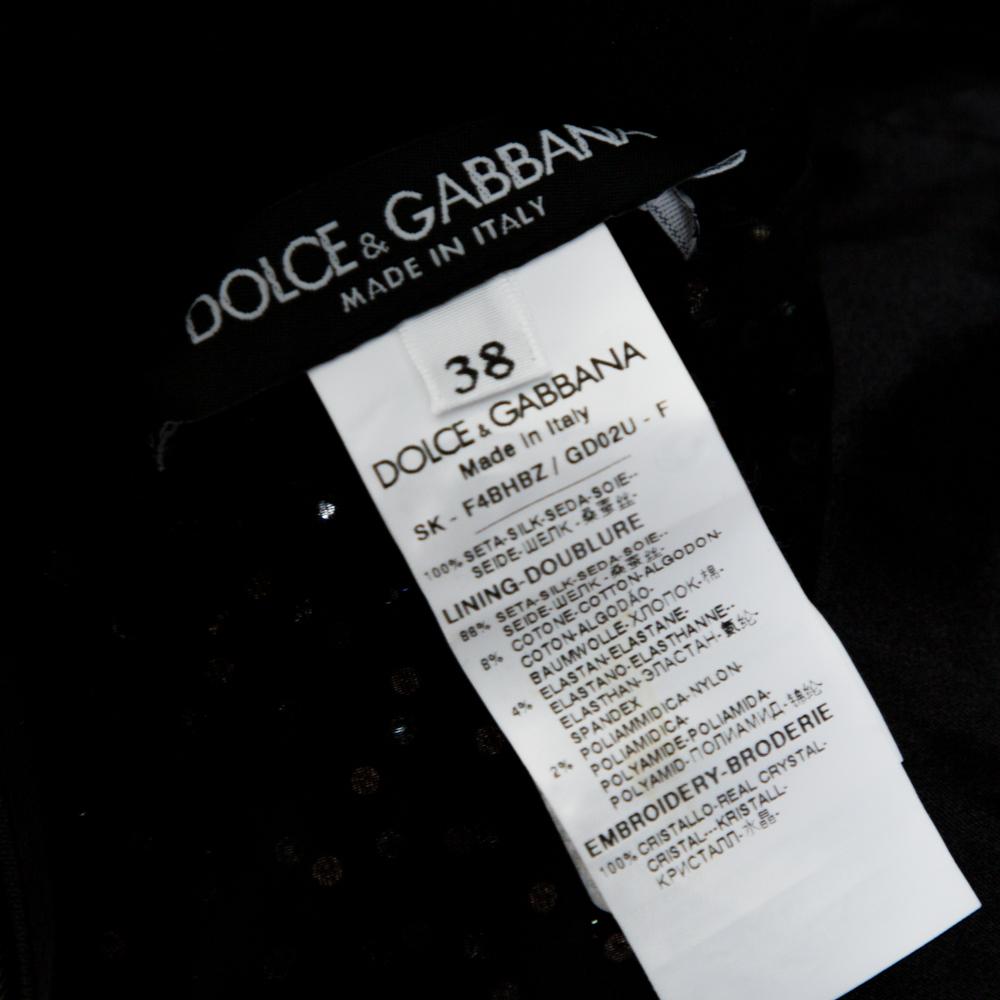 DOLCE & GABBANA
MADE IN ITALY
38
DOLCE & GABBANA
Made in Italy
SK - F4BHBZ / GD02U - F
100% SETA-SILK-SEDA-SOIE--
SEIDE-ШЕЛК-桑蚕丝-
LINING-DOUBLURE
86% SETA-SILK-SEDA-SOIE--
SEIDE-ШЕЛК-桑蚕丝-
8% COTONE-COTTON-ALGODON-
COTON-ALGODÃO-
BAUMWOLLE-ХЛОПОК-棉-
4% ELASTAN-ELASTANE-
ELASTANO-ELASTHANNE--
ELASTHAN-ЭЛАСТАН-氨纶-
SPANDEX
2% POLIAMMIDICA-NYLON-
POLIAMIDICA-
POLYAMIDE-POLIAMIDA-
POLYAMID-ПОЛИАМИД-锦纶-
EMBROIDERY-BRODERIE
100% CRISTALLO-REAL CRYSTAL-
CRISTAL---KRISTALL-
КРИСТАЛЛ-水晶-